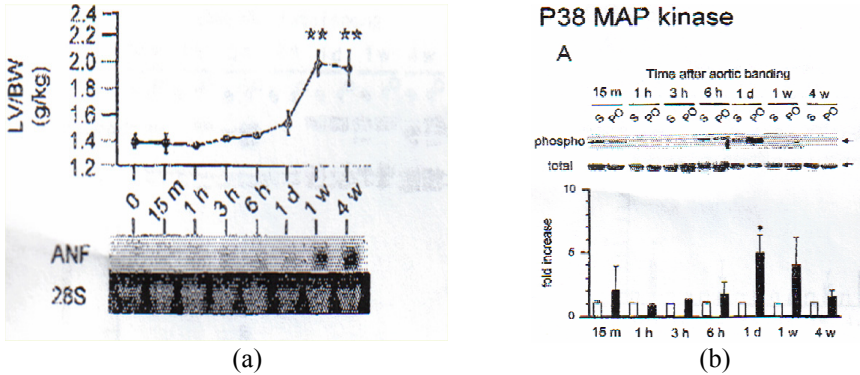 2.4
2.2
2.0
1.8
1.6
1.4
1.2
LV/BW
(g/kg)
** **
0 15 m 1 h 3 h 6 h 1 d 1 w 4 w
ANF
28S
(a)
P38 MAP kinase
A
Time after aortic banding
15 m 1 h 3 h 6 h 1 d 1 w 4 w
S PO S PO S PO S PO S PO S PO S PO
phospho
total
10
5
0
fold increase
*
15 m 1 h 3 h 6 h 1 d 1 w 4 w
(b)